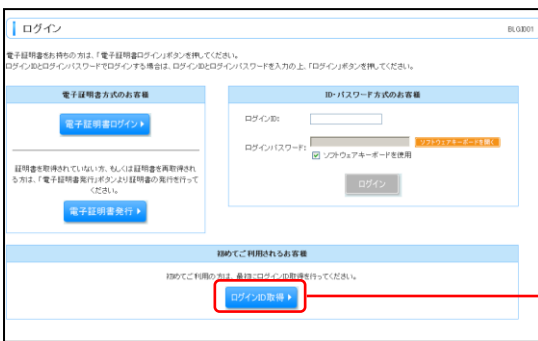 ログイン
BLGI001
電子証明書をお持ちの方は、「電子証明書ログイン」ボタンを押してください。
ログインIDとログインパスワードでログインする場合は、ログインIDとログインパスワードを入力の上、「ログイン」ボタンを押してください。
電子証明書方式のお客様
電子証明書ログイン
証明書を取得されていない方、もしくは証明書を再取得され
る方は、「電子証明書発行」ボタンより証明書の発行を行って
ください。
電子証明書発行
ID・パスワード方式のお客様
ログインID:
ログインパスワード:
ソフトウェアキーボードを開く
ソフトウェアキーボードを使用
ログイン
初めてご利用されるお客様
初めてご利用の方は、最初にログインID取得を行ってください。
ログインID取得